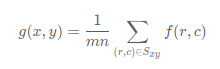 g(x, y) = \frac{1}{mn} \sum_{(r,c) \in S_{xy}} f(r, c)